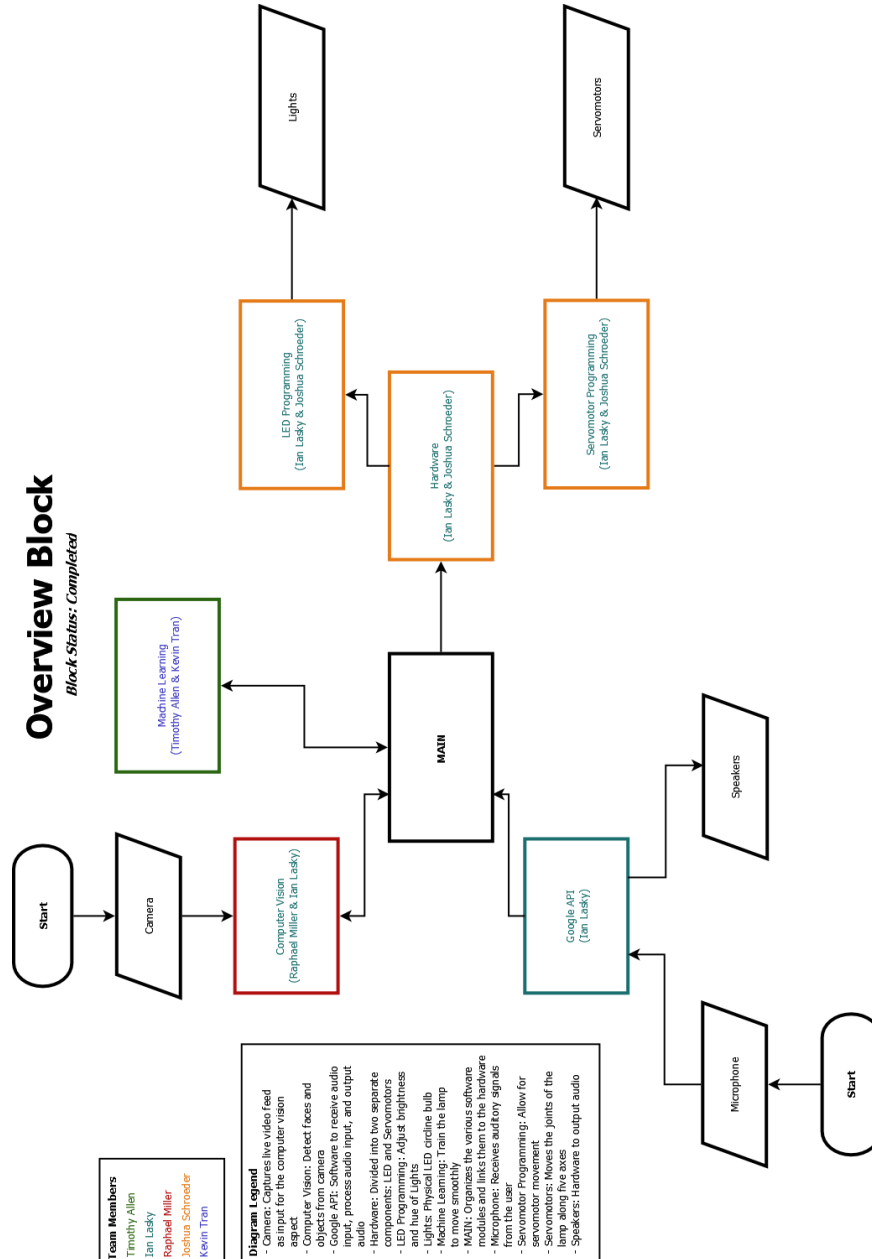 Overview Block
Block Status: Completed
Team Members
Timothy Allen
Ian Lasky
Raphael Miller
Joshua Schroeder
Kevin Tran
Diagram Legend
- Camera: Captures live video feed
as input for the computer vision
aspect
- Computer Vision: Detect faces and
objects from camera
- Google API: Software to receive audio
input, process audio input, and output
audio
- Hardware: Divided into two separate
components: LED and Servomotors
- LED Programming: Adjust brightness
and hue of Lights
- Lights: Physical LED circline bulb
- Machine Learning: Train the lamp
to move smoothly
- MAIN: Organizes the various software
modules and links them to the hardware
- Microphone: Receives auditory signals
from the user
- Servomotor Programming: Allow for
servomotor movement
- Servomotors: Moves the joints of the
lamp along five axes
- Speakers: Hardware to output audio
Start
Camera
Computer Vision
(Raphael Miller & Ian Lasky)
Machine Learning
(Timothy Allen & Kevin Tran)
MAIN
Hardware
(Ian Lasky & Joshua Schroeder)
LED Programming
(Ian Lasky & Joshua Schroeder)
Lights
Servomotor Programming
(Ian Lasky & Joshua Schroeder)
Servomotors
Google API
(Ian Lasky)
Speakers
Microphone
Start